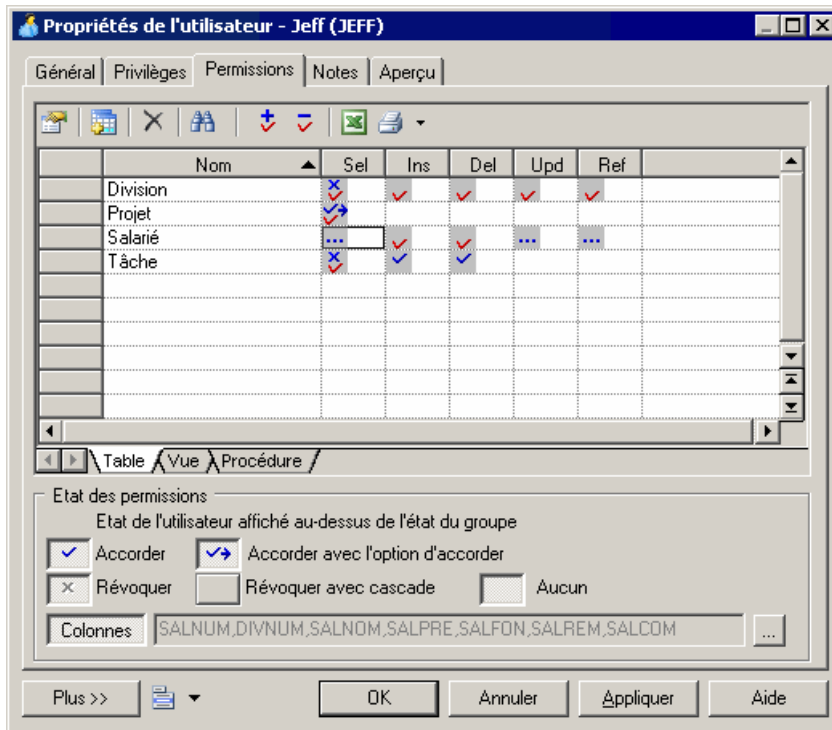 Propriétés de l'utilisateur - Jeff (JEFF)
Général Privilèges Permissions Notes Aperçu
Nom Sel Ins Del Upd Ref
Division
Projet
Salarié ... ... ...
Tâche
Table Vue Procédure
Etat des permissions
Etat de l'utilisateur affiché au-dessus de l'état du groupe
Accorder Accorder avec l'option d'accorder
Révoquer Révoquer avec cascade Aucun
Colonnes SALNUM,DIVNUM,SALNOM,SALPRE,SALFON,SALREM,SALCOM ...
Plus >> OK Annuler Appliquer Aide